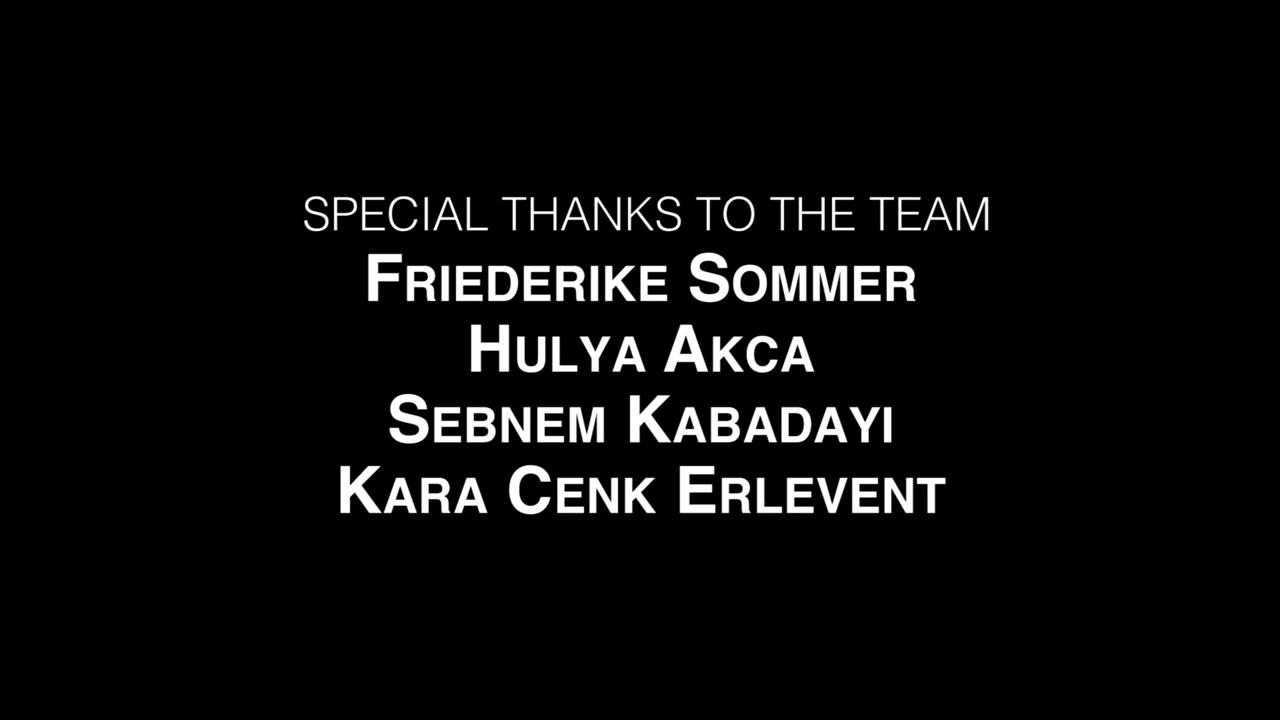 SPECIAL THANKS TO THE TEAM
FRIEDERIKE SOMMER
HULYA AKCA
SEBNEM KABADAYI
KARA CENK ERLEVENT